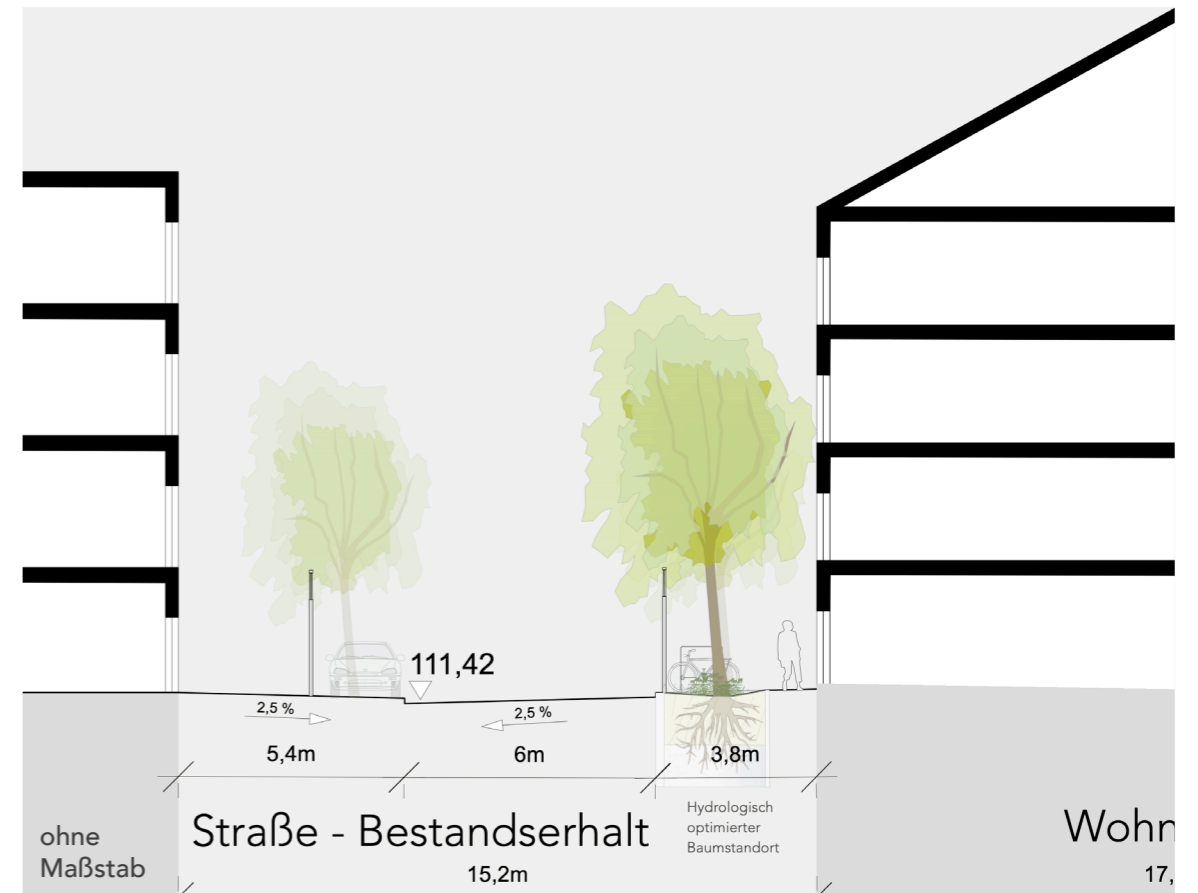 111,42
2,5 %
2,5 %
5,4m
6m
3,8m
Hydrologisch
optimierter
Baumstandort
Straße - Bestandserhalt
15,2m
ohne
Maßstab
Wohn
17,